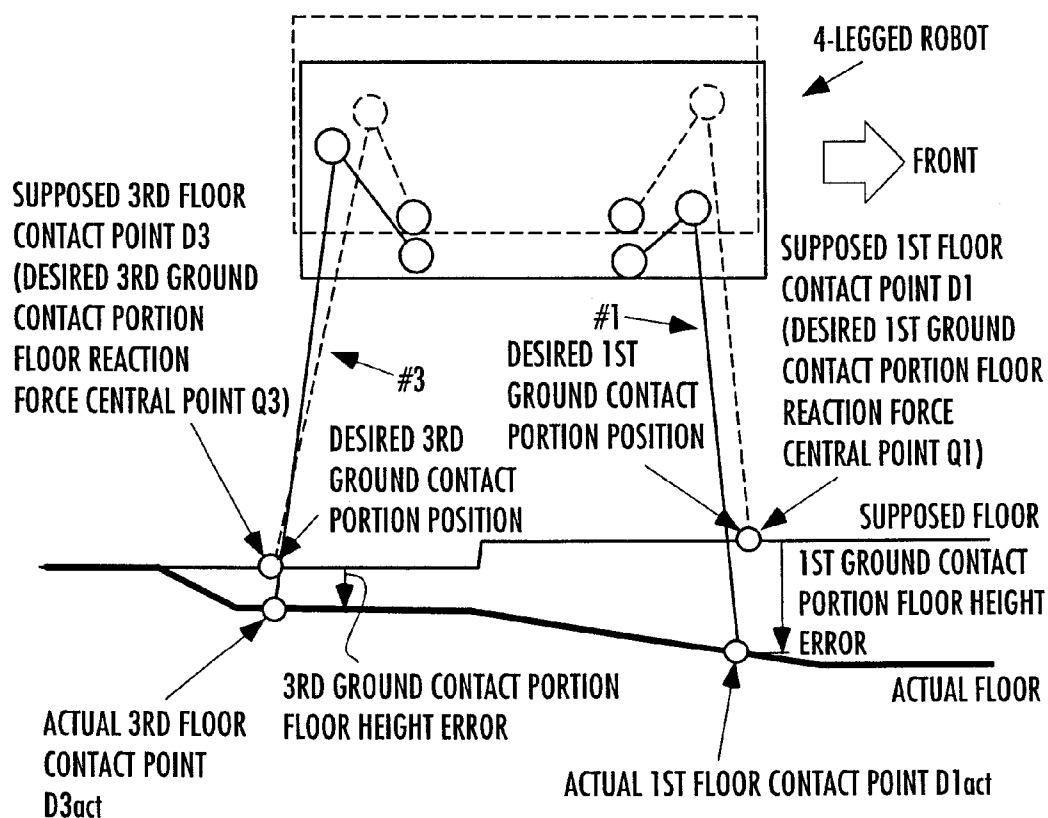 4-LEGGED ROBOT
FRONT
SUPPOSED 3RD FLOOR
CONTACT POINT D3
(DESIRED 3RD GROUND
CONTACT PORTION
FLOOR REACTION
FORCE CENTRAL POINT Q3)
#3
DESIRED 3RD
GROUND CONTACT
PORTION POSITION
#1
DESIRED 1ST
GROUND CONTACT
PORTION POSITION
SUPPOSED 1ST FLOOR
CONTACT POINT D1
(DESIRED 1ST GROUND
CONTACT PORTION FLOOR
REACTION FORCE
CENTRAL POINT Q1)
SUPPOSED FLOOR
1ST GROUND CONTACT
PORTION FLOOR HEIGHT
ERROR
ACTUAL FLOOR
3RD GROUND CONTACT PORTION
FLOOR HEIGHT ERROR
ACTUAL 3RD FLOOR
CONTACT POINT
D3act
ACTUAL 1ST FLOOR CONTACT POINT D1act